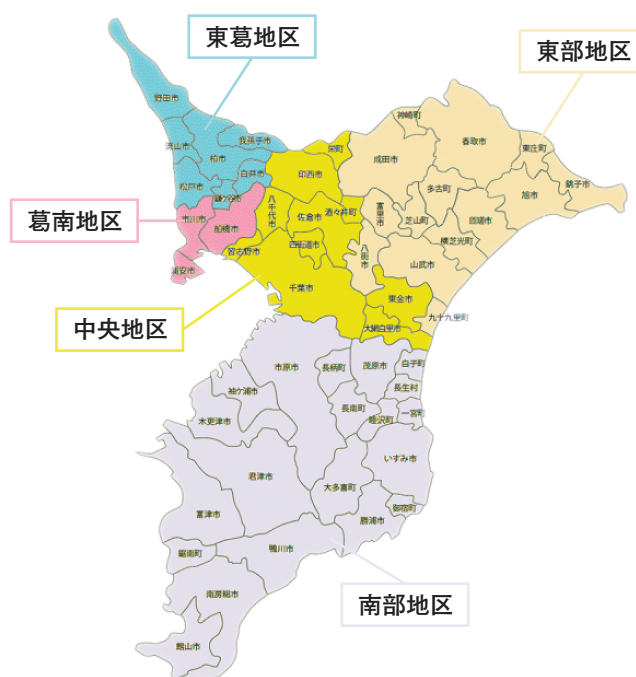 東葛地区
東部地区
葛南地区
中央地区
南部地区
野田市
流山市
柏市
我孫子市
松戸市
白井市
鎌ケ谷市
市川市
船橋市
浦安市
栄町
印西市
八千代市
佐倉市
酒々井町
四街道市
習志野市
千葉市
東金市
大網白里市
神崎町
香取市
東庄町
成田市
多古町
旭市
銚子市
富里市
芝山町
匝瑳市
横芝光町
八街市
山武市
九十九里町
市原市
長柄町
茂原市
白子町
長生村
袖ケ浦市
長南町
睦沢町
一宮町
木更津市
いすみ市
君津市
大多喜町
御宿町
富津市
勝浦市
鴨川市
鋸南町
南房総市
館山市